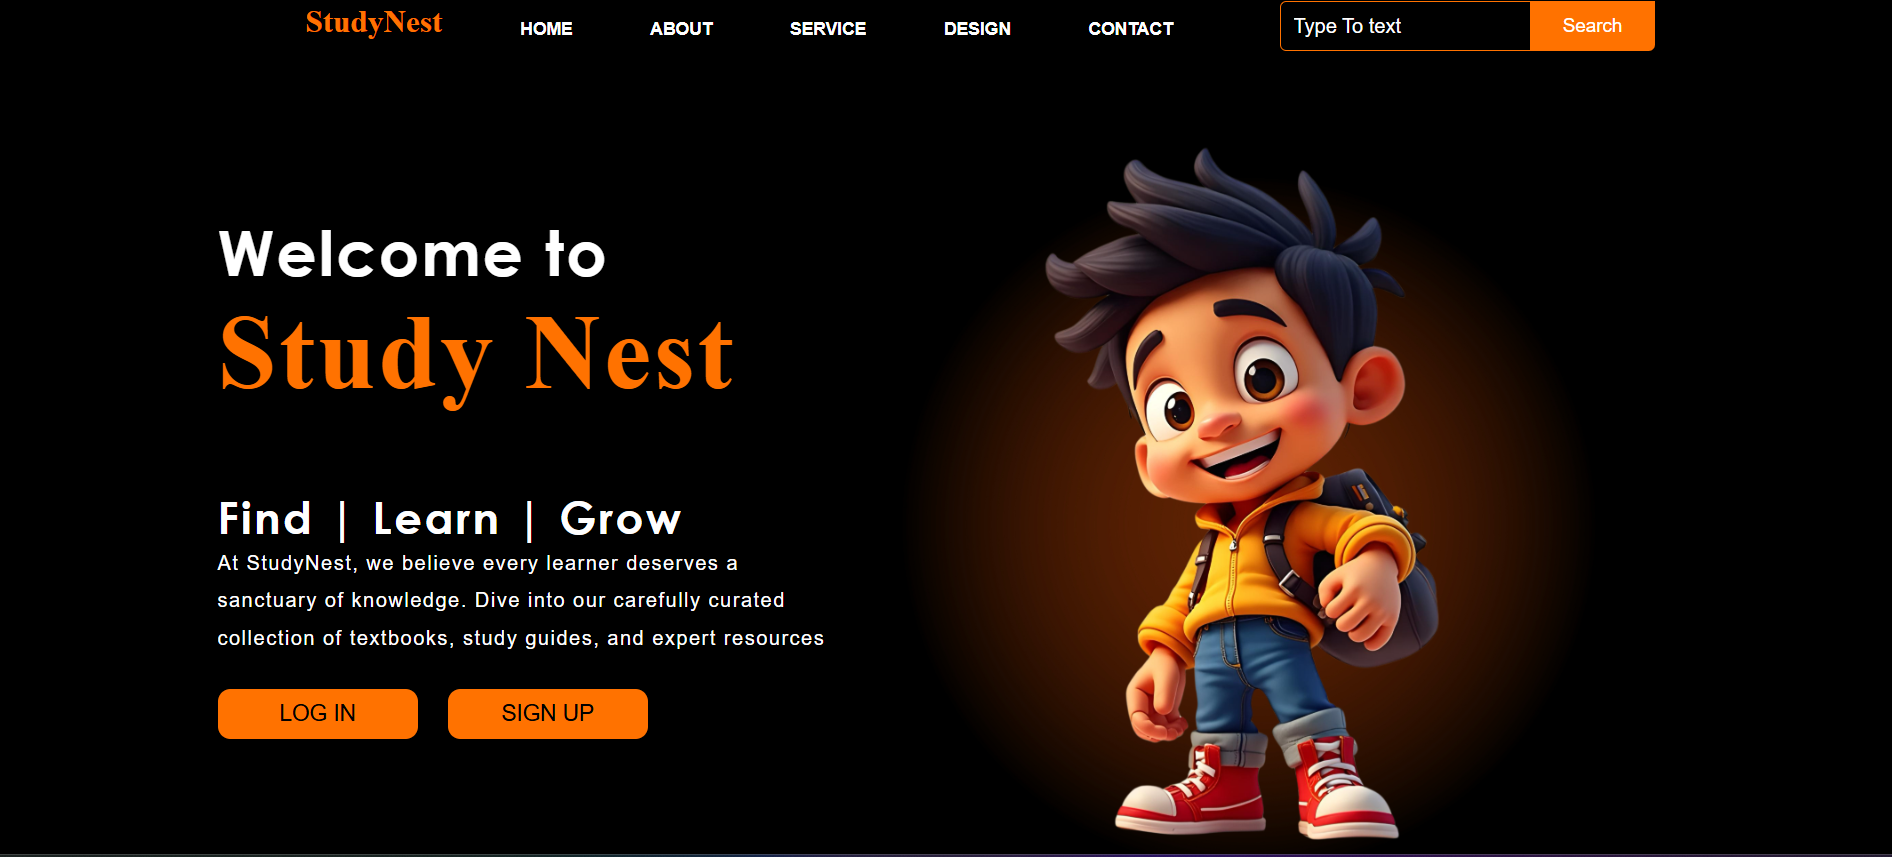 StudyNest
HOME ABOUT SERVICE DESIGN CONTACT
Type To text Search
Welcome to
Study Nest
Find | Learn | Grow
At StudyNest, we believe every learner deserves a
sanctuary of knowledge. Dive into our carefully curated
collection of textbooks, study guides, and expert resources
LOG IN SIGN UP